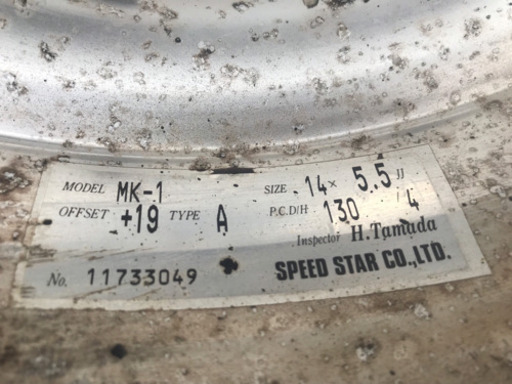 MODEL MK-1 SIZE 14× 5.5 JJ
OFFSET +19 TYPE A P.C.D/H 130 / 4
Inspector H.Tamada
No. 11733049 SPEED STAR CO.,LTD.